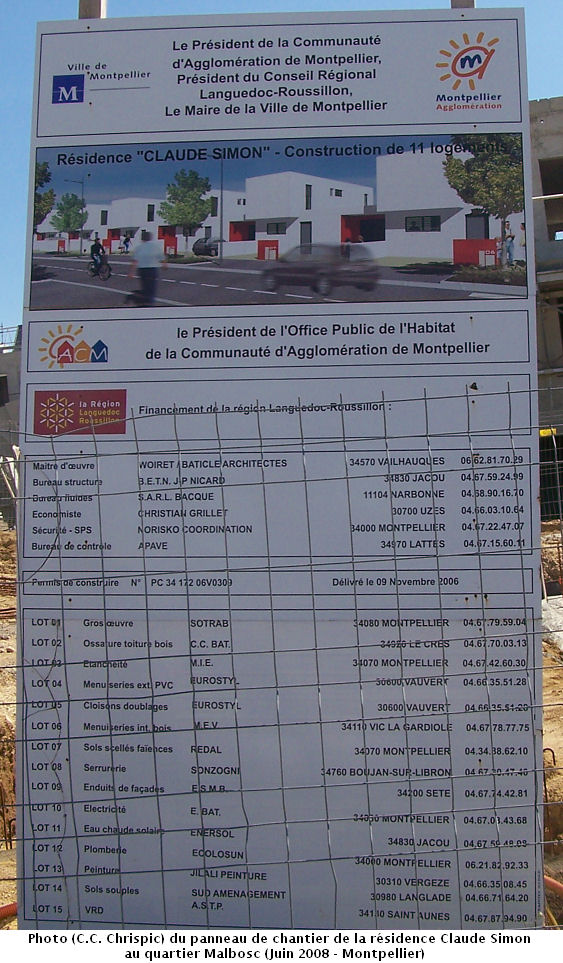 Ville de
Montpellier
M
Le Président de la Communauté
d'Agglomération de Montpellier,
Président du Conseil Régional
Languedoc-Roussillon,
Le Maire de la Ville de Montpellier
Montpellier
Agglomération
Résidence "CLAUDE SIMON" - Construction de 11 logements
ACM
le Président de l'Office Public de l'Habitat
de la Communauté d'Agglomération de Montpellier
la Région
Languedoc
Roussillon
Financement de la région Languedoc-Roussillon :
Maitre d'œuvre WOIRET / BATICLE ARCHITECTES 34570 VAILHAUQUES 06.62.81.70.29
Bureau structure B.E.T.N. J-P NICARD 34830 JACOU 04.67.59.24.99
Bureau fluides S.A.R.L. BACQUE 11104 NARBONNE 04.68.90.16.70
Economiste CHRISTIAN GRILLET 30700 UZES 04.66.03.10.64
Sécurité - SPS NORISKO COORDINATION 34000 MONTPELLIER 04.67.22.47.07
Bureau de contrôle APAVE 34970 LATTES 04.67.15.60.11
Permis de construire N° PC 34 172 06V0309 Délivré le 09 Novembre 2006
LOT 01 Gros œuvre SOTRAB 34080 MONTPELLIER 04.67.79.59.04
LOT 02 Ossature toiture bois C.C. BAT. 34920 LE CRES 04.67.70.03.13
LOT 03 Etanchéité M.I.E. 34070 MONTPELLIER 04.67.42.60.30
LOT 04 Menuiseries ext. PVC EUROSTYL 30600 VAUVERT 04.66.35.51.28
LOT 05 Cloisons doublages EUROSTYL 30600 VAUVERT 04.66.35.51.28
LOT 06 Menuiseries int. bois M.E.V. 34110 VIC LA GARDIOLE 04.67.78.77.75
LOT 07 Sols scellés faïences REDAL 34070 MONTPELLIER 04.34.88.62.10
LOT 08 Serrurerie SONZOGNI 34760 BOUJAN-SUR-LIBRON
LOT 09 Enduits de façades E.S.M.B. 34200 SETE 04.67.74.42.81
LOT 10 Electricité E. BAT. MONTPELLIER
LOT 11 Eau chaude solaire ENERSOL 34830 JACOU
LOT 12 Plomberie ECOLOSUN 34000 MONTPELLIER 06.21.82.92.33
LOT 13 Peinture JILALI PEINTURE 30310 VERGEZE 04.66.35.08.45
LOT 14 Sols souples SUD AMENAGEMENT 30980 LANGLADE 04.66.71.64.20
LOT 15 VRD A.S.T.P. SAINT AUNES 04.67.87.94.90
Photo (C.C. Chrispic) du panneau de chantier de la résidence Claude Simon
au quartier Malbosc (Juin 2008 - Montpellier)